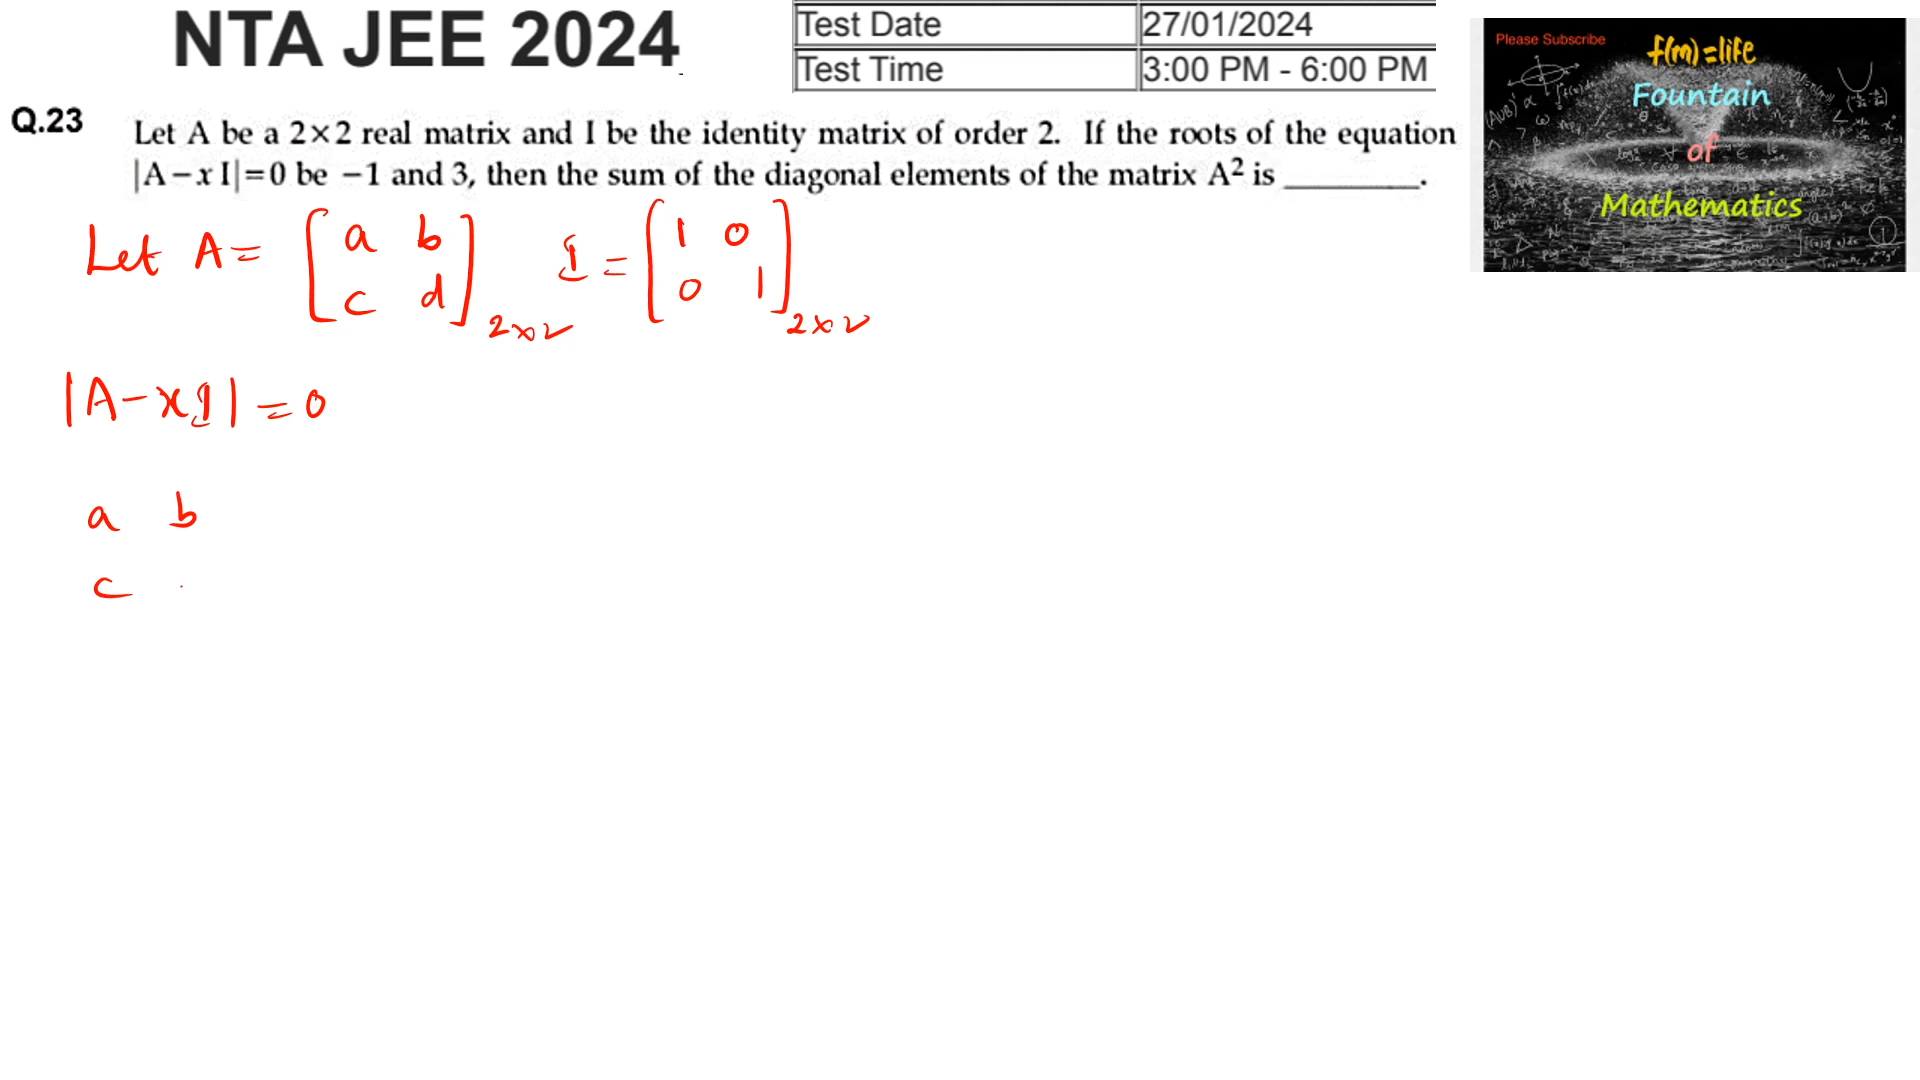 NTA JEE 2024
Test Date 27/01/2024
Test Time 3:00 PM - 6:00 PM
Q.23 Let A be a 2×2 real matrix and I be the identity matrix of order 2. If the roots of the equation
|A−x I|=0 be −1 and 3, then the sum of the diagonal elements of the matrix A² is ________.
Please Subscribe
f(m)=life
Fountain
of
Mathematics
Let A = [a b
c d] 2×2 I = [1 0
0 1] 2×2
|A−xI| = 0
a b
c